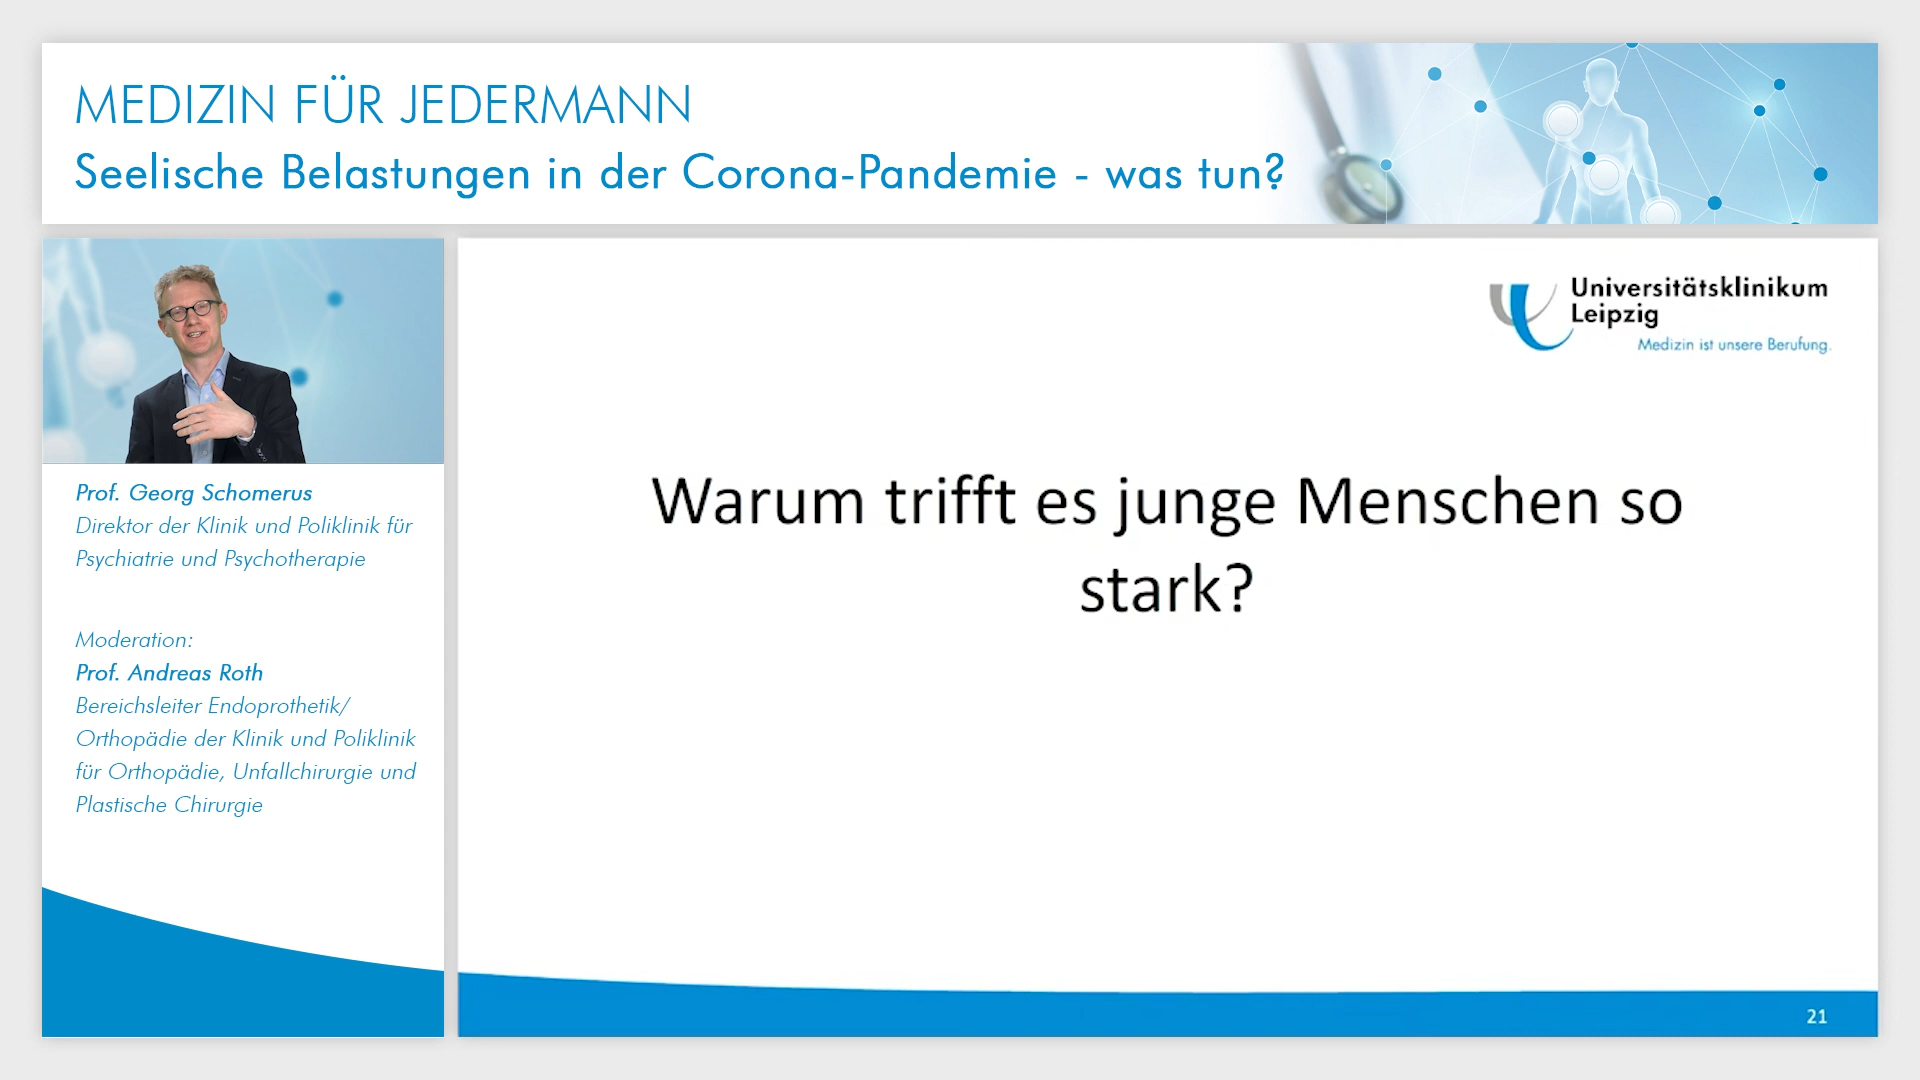 MEDIZIN FÜR JEDERMANN
Seelische Belastungen in der Corona-Pandemie - was tun?
Prof. Georg Schomerus
Direktor der Klinik und Poliklinik für
Psychiatrie und Psychotherapie
Moderation:
Prof. Andreas Roth
Bereichsleiter Endoprothetik/
Orthopädie der Klinik und Poliklinik
für Orthopädie, Unfallchirurgie und
Plastische Chirurgie
Universitätsklinikum
Leipzig
Medizin ist unsere Berufung.
Warum trifft es junge Menschen so
stark?
21